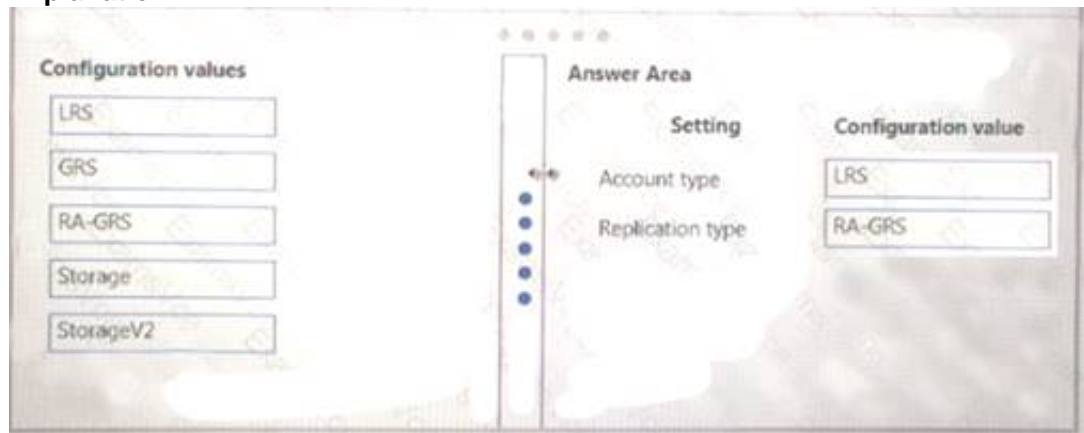 Configuration values
LRS
GRS
RA-GRS
Storage
StorageV2
Answer Area
Setting Configuration value
Account type LRS
Replication type RA-GRS